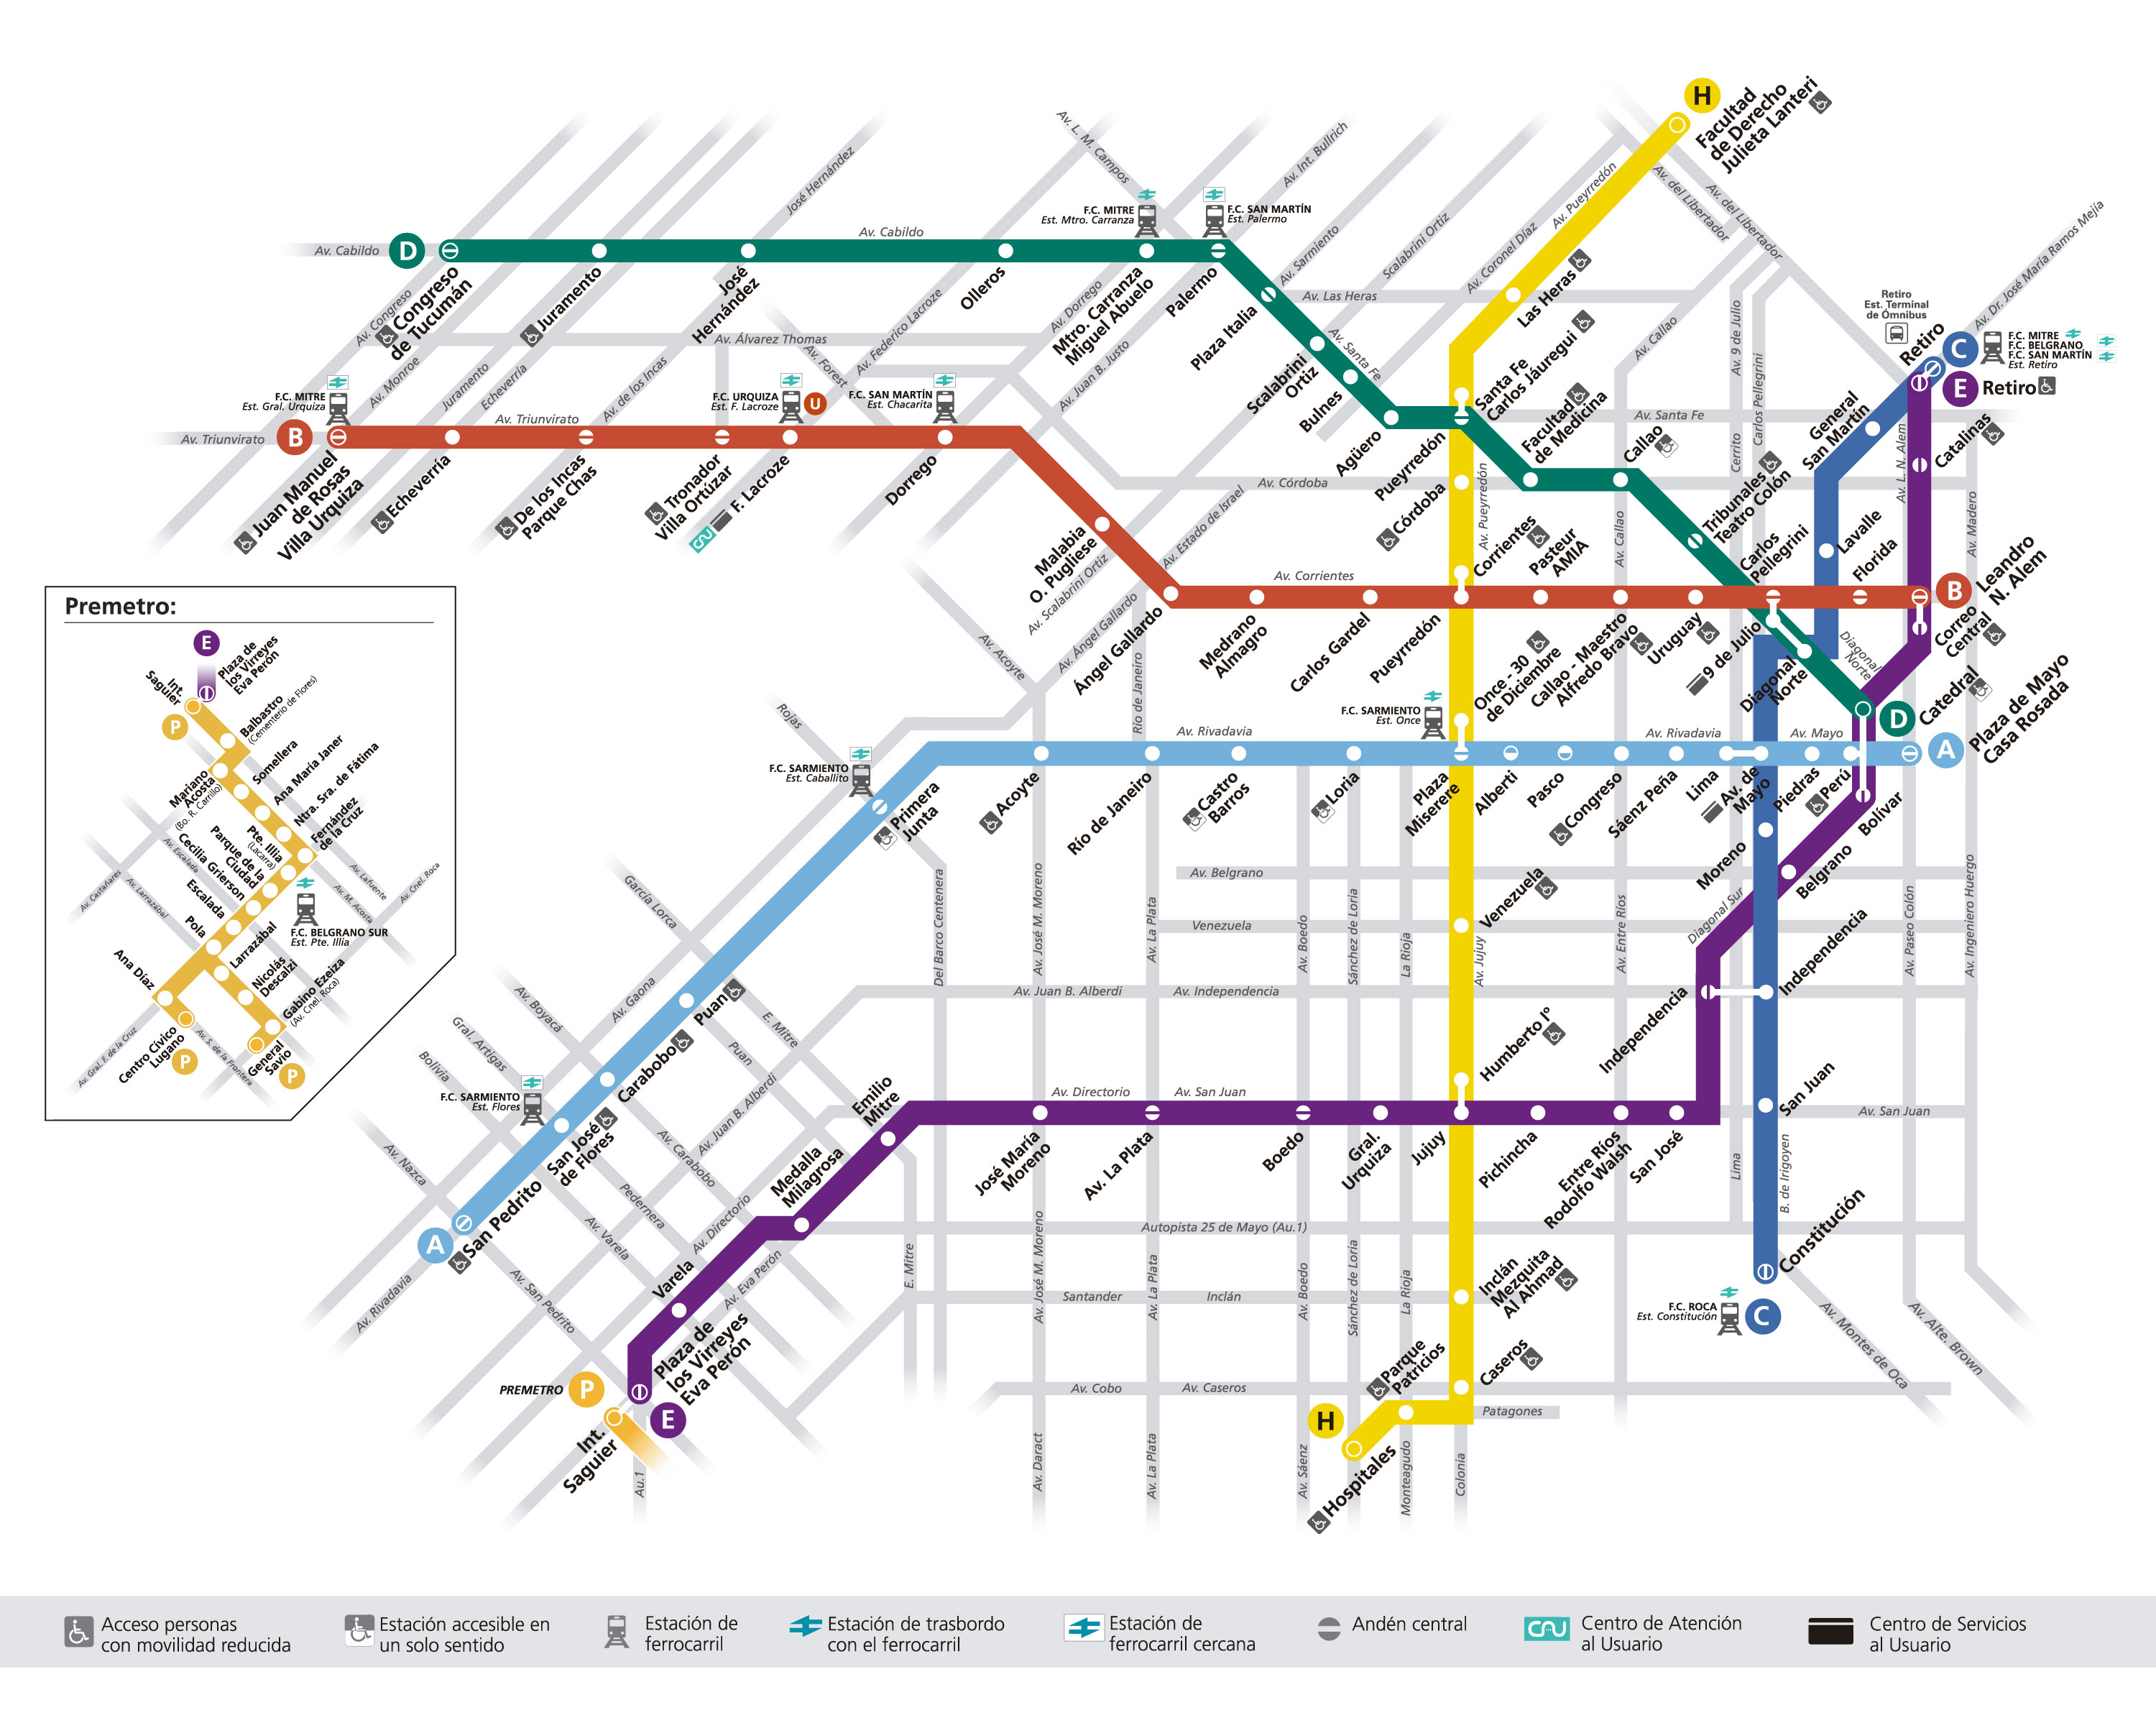 H
Facultad
de Derecho
Julieta Lanteri
Av. L. M. Campos
Av. Int. Bullrich
José Hernández
Av. Pueyrredón
Av. del Libertador
Av. del Libertador
Av. Dr. José María Ramos Mejía
F.C. MITRE
Est. Mtro. Carranza
F.C. SAN MARTÍN
Est. Palermo
Av. Cabildo
D
Av. Cabildo
Congreso
de Tucumán
Juramento
José
Hernández
Olleros
Mtro. Carranza
Miguel Abuelo
Palermo
Plaza Italia
Scalabrini
Ortiz
Bulnes
Agüero
Pueyrredón
Facultad
de Medicina
Callao
Tribunales
Teatro Colón
9 de Julio
Catedral
D
Las Heras
Santa Fe
Carlos Jáuregui
Córdoba
Corrientes
Once - 30
de Diciembre
Venezuela
Humberto Iº
Inclán
Mezquita
Al Ahmad
Caseros
Parque
Patricios
Hospitales
H
Av. Sarmiento
Scalabrini Ortiz
Av. Coronel Díaz
Av. Las Heras
Av. Santa Fe
Av. Callao
Av. 9 de Julio
Carlos Pellegrini
Cerrito
Av. Santa Fe
Av. Congreso
Av. Monroe
Juramento
Echeverría
Av. de los Incas
Av. Álvarez Thomas
Av. Forest
Av. Federico Lacroze
Av. Dorrego
Av. Juan B. Justo
F.C. MITRE
Est. Gral. Urquiza
F.C. URQUIZA
Est. F. Lacroze
U
F.C. SAN MARTÍN
Est. Chacarita
Av. Triunvirato
B
Av. Triunvirato
Juan Manuel
de Rosas
Villa Urquiza
Echeverría
De los Incas
Parque Chas
Tronador
Villa Ortúzar
F. Lacroze
Dorrego
Malabia
O. Pugliese
Ángel Gallardo
Medrano
Almagro
Carlos Gardel
Pueyrredón
Pasteur
AMIA
Callao - Maestro
Alfredo Bravo
Uruguay
Carlos
Pellegrini
Florida
Leandro
N. Alem
B
Av. Córdoba
Av. Estado de Israel
Av. Scalabrini Ortiz
Av. Ángel Gallardo
Av. Acoyte
Río de Janeiro
Av. Corrientes
Av. Pueyrredón
Av. Callao
Retiro
Est. Terminal
de Ómnibus
Retiro
C
F.C. MITRE
F.C. BELGRANO
F.C. SAN MARTÍN
Est. Retiro
E
Retiro
General
San Martín
Lavalle
Diagonal
Norte
Av. de
Mayo
Moreno
Independencia
San Juan
Constitución
F.C. ROCA
Est. Constitución
C
Catalinas
Correo
Central
Bolívar
Belgrano
Independencia
San José
Entre Ríos
Rodolfo Walsh
Pichincha
Jujuy
Gral.
Urquiza
Boedo
Av. La Plata
José María
Moreno
Emilio
Mitre
Medalla
Milagrosa
Varela
Plaza de
los Virreyes
Eva Perón
E
PREMETRO
P
Int.
Saguier
Av. L. N. Alem
Av. Madero
Diagonal
Norte
Diagonal Sur
Rojas
F.C. SARMIENTO
Est. Caballito
F.C. SARMIENTO
Est. Once
F.C. SARMIENTO
Est. Flores
Av. Rivadavia
Av. Rivadavia
Av. Mayo
A
Plaza de Mayo
Casa Rosada
Perú
Piedras
Lima
Sáenz Peña
Congreso
Pasco
Alberti
Plaza
Miserere
Loria
Castro
Barros
Río de Janeiro
Acoyte
Primera
Junta
Puan
Carabobo
San José
de Flores
San Pedrito
A
García Lorca
Av. Gaona
Av. Boyacá
Gral. Artigas
Bolivia
E. Mitre
Puan
Av. Juan B. Alberdi
Av. Carabobo
Pedernera
Av. Varela
Av. Directorio
Av. Eva Perón
Av. Nazca
Av. Rivadavia
Av. San Pedrito
Del Barco Centenera
E. Mitre
Av. José M. Moreno
Av. José M. Moreno
Av. Daract
Av. La Plata
Av. La Plata
Av. La Plata
Av. Belgrano
Venezuela
Av. Boedo
Av. Boedo
Av. Sáenz
Sánchez de Loria
Sánchez de Loria
La Rioja
La Rioja
Monteagudo
Av. Jujuy
Colonia
Av. Entre Ríos
Lima
B. de Irigoyen
Av. Paseo Colón
Av. Ingeniero Huergo
Av. Juan B. Alberdi
Av. Independencia
Av. Directorio
Av. San Juan
Av. San Juan
Autopista 25 de Mayo (Au.1)
Santander
Inclán
Av. Cobo
Av. Caseros
Patagones
Av. Montes de Oca
Av. Alte. Brown
Au.1
Premetro:
E
Plaza de
los Virreyes
Eva Perón
Int.
Saguier
P
Balbastro
(Cementerio de Flores)
Mariano
Acosta
(Bo. R. Carrillo)
Somellera
Ana María Janer
Ntra. Sra. de Fátima
Fernández
de la Cruz
Pte. Illia
(Lacarra)
Parque de la
Ciudad
Cecilia Grierson
Escalada
Pola
Ana Díaz
Centro Cívico
Lugano
P
Larrazábal
Nicolás
Descalzi
Gabino Ezeiza
(Av. Cnel. Roca)
General
Savio
P
F.C. BELGRANO SUR
Est. Pte. Illia
Av. Castañares
Av. Escalada
Av. Larrazábal
Av. Lafuente
Av. M. Acosta
Av. Cnel. Roca
Av. Gral. F. de la Cruz
Av. S. de la Frontera
Acceso personas
con movilidad reducida
Estación accesible en
un solo sentido
Estación de
ferrocarril
Estación de trasbordo
con el ferrocarril
Estación de
ferrocarril cercana
Andén central
Centro de Atención
al Usuario
Centro de Servicios
al Usuario